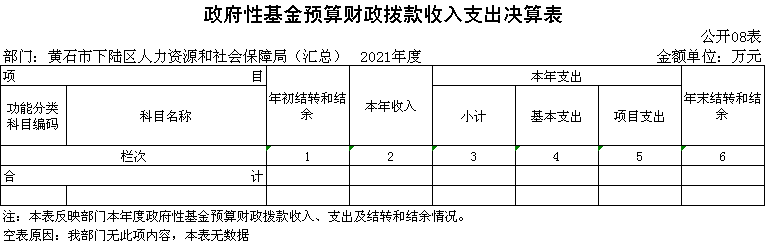 政府性基金预算财政拨款收入支出决算表
公开08表
部门：黄石市下陆区人力资源和社会保障局（汇总） 2021年度 金额单位：万元
项 目 年初结转和结余 本年收入 本年支出 年末结转和结余
功能分类科目编码 科目名称 小计 基本支出 项目支出
栏次 1 2 3 4 5 6
合 计
注：本表反映部门本年度政府性基金预算财政拨款收入、支出及结转和结余情况。
空表原因：我部门无此项内容，本表无数据